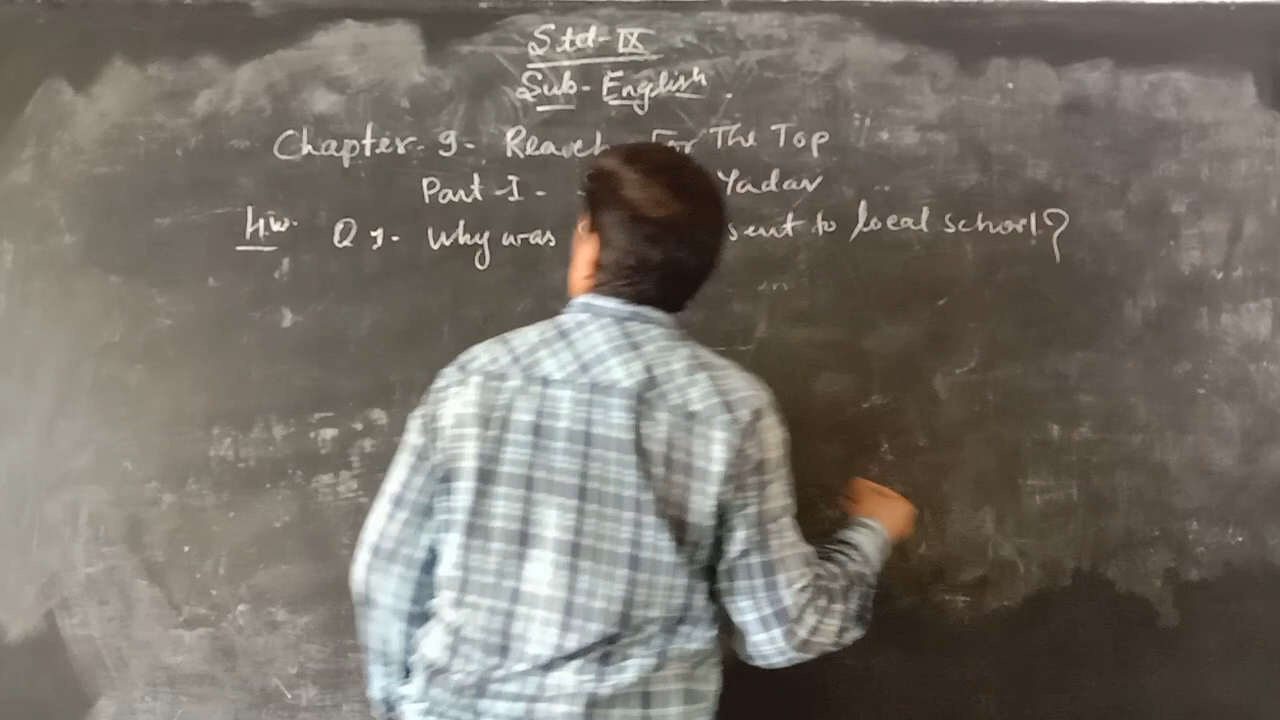 Std-IX
Sub-English.
Chapter-9- Reach For The Top
Part-I- Yadav
Hw. Q1. Why was sent to local school?